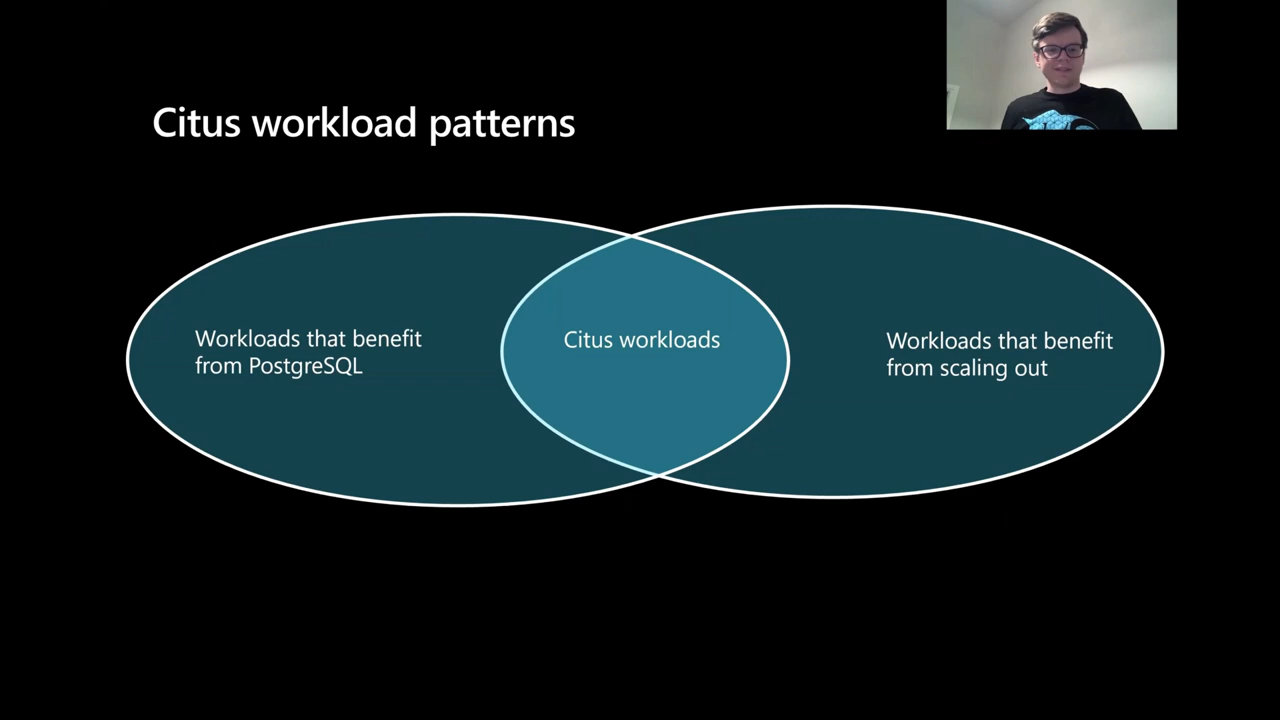 Citus workload patterns
Workloads that benefit
from PostgreSQL
Citus workloads
Workloads that benefit
from scaling out